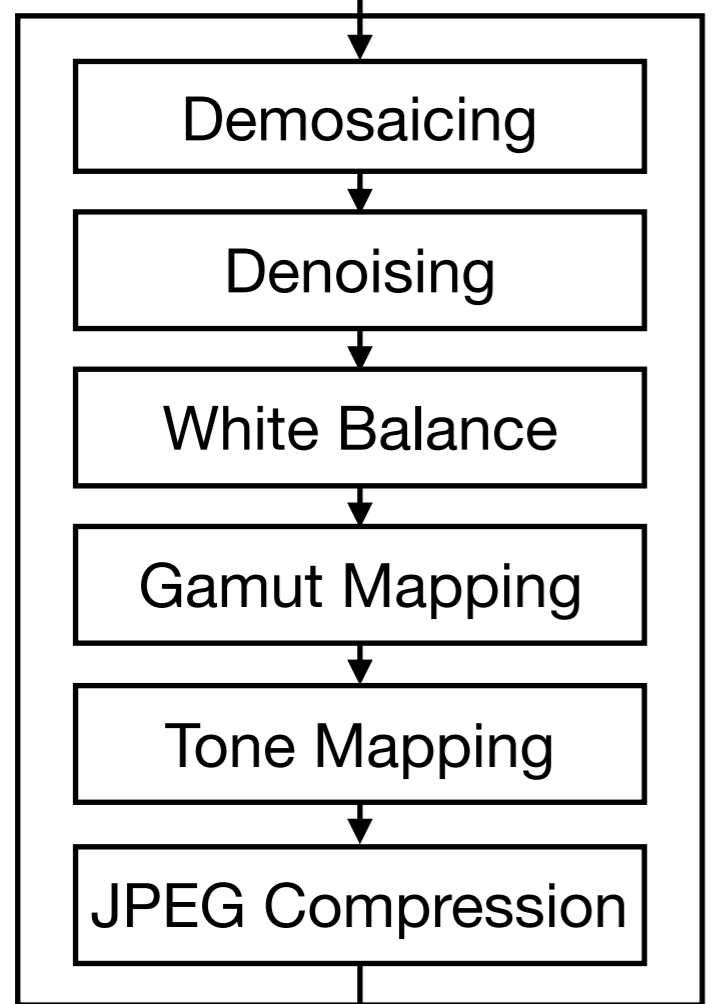 Demosaicing
Denoising
White Balance
Gamut Mapping
Tone Mapping
JPEG Compression